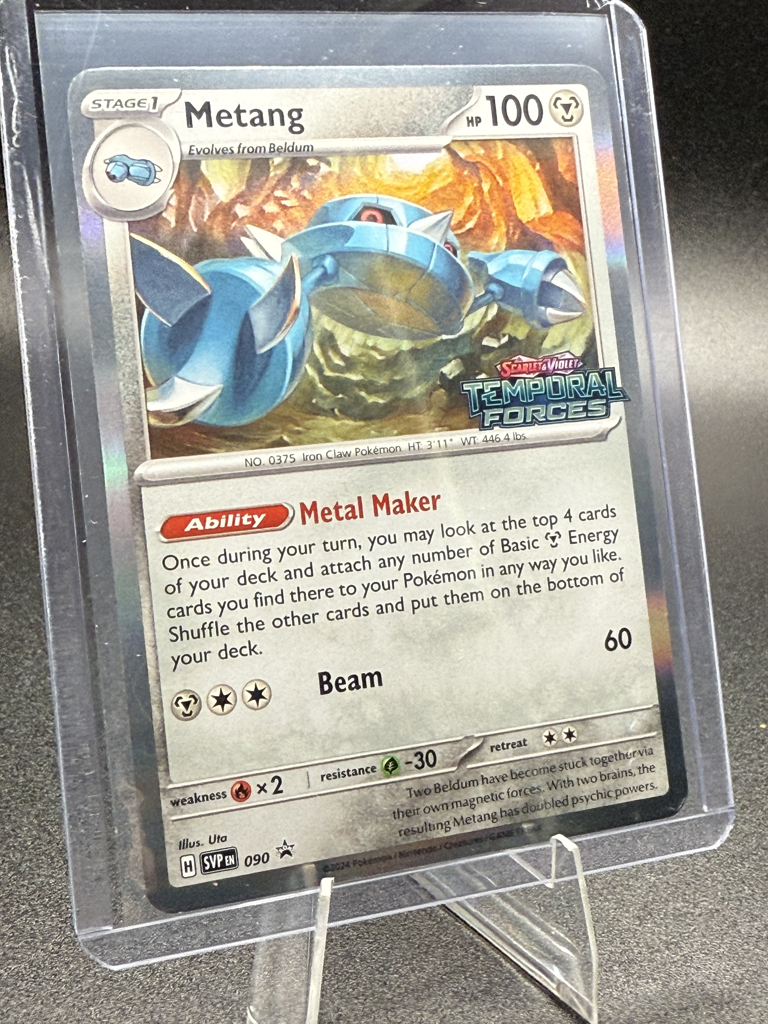 STAGE 1 Metang HP 100
Evolves from Beldum
SCARLET & VIOLET
TEMPORAL
FORCES
NO. 0375 Iron Claw Pokémon HT: 3'11" WT: 446.4 lbs.
Ability Metal Maker
Once during your turn, you may look at the top 4 cards
of your deck and attach any number of Basic Energy
cards you find there to your Pokémon in any way you like.
Shuffle the other cards and put them on the bottom of
your deck.
Beam 60
weakness ×2 resistance -30 retreat
Two Beldum have become stuck together via
their own magnetic forces. With two brains, the
resulting Metang has doubled psychic powers.
Illus. Uta
H SVP EN 090
©2024 Pokémon / Nintendo / Creatures / GAME